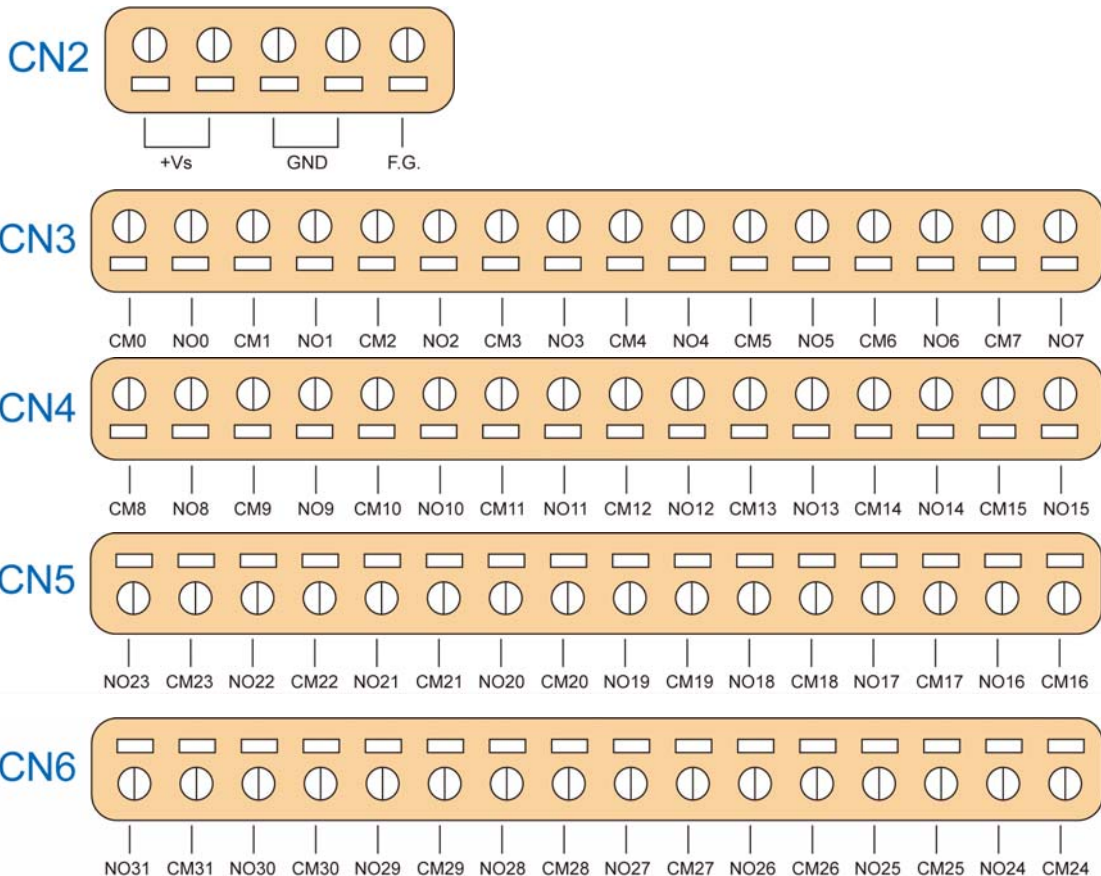 CN2
+Vs GND F.G.
CN3
CM0 NO0 CM1 NO1 CM2 NO2 CM3 NO3 CM4 NO4 CM5 NO5 CM6 NO6 CM7 NO7
CN4
CM8 NO8 CM9 NO9 CM10 NO10 CM11 NO11 CM12 NO12 CM13 NO13 CM14 NO14 CM15 NO15
CN5
NO23 CM23 NO22 CM22 NO21 CM21 NO20 CM20 NO19 CM19 NO18 CM18 NO17 CM17 NO16 CM16
CN6
NO31 CM31 NO30 CM30 NO29 CM29 NO28 CM28 NO27 CM27 NO26 CM26 NO25 CM25 NO24 CM24